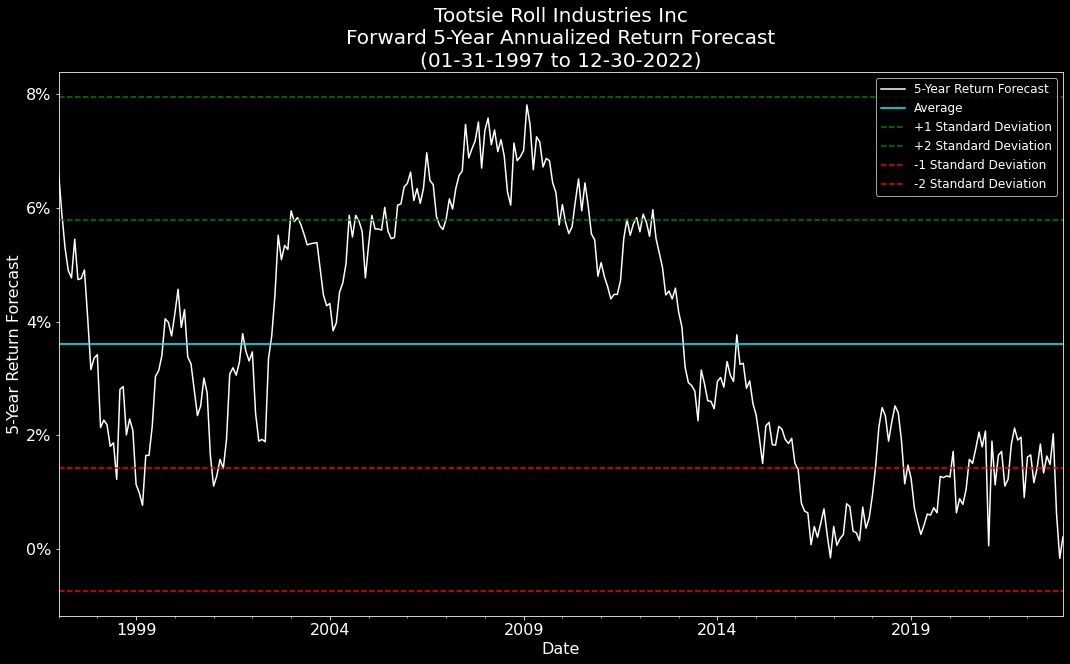 Tootsie Roll Industries Inc
Forward 5-Year Annualized Return Forecast
(01-31-1997 to 12-30-2022)
8%
6%
4%
2%
0%
5-Year Return Forecast
5-Year Return Forecast
Average
+1 Standard Deviation
+2 Standard Deviation
-1 Standard Deviation
-2 Standard Deviation
1999 2004 2009 2014 2019
Date